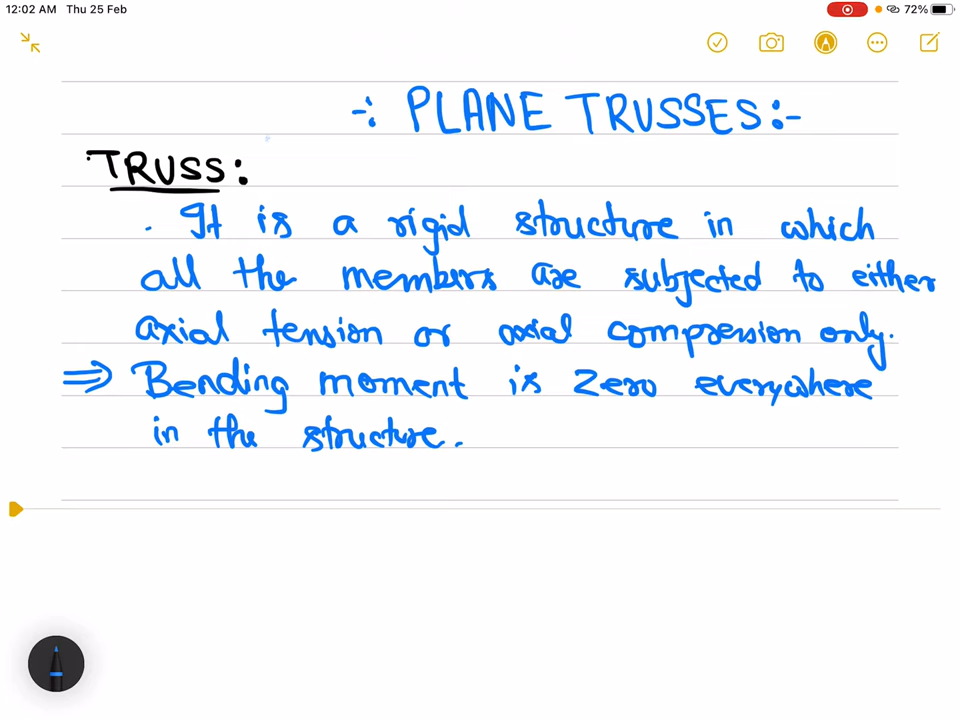 12:02 AM Thu 25 Feb 72%
-: PLANE TRUSSES:-
TRUSS:
. It is a rigid structure in which
all the members are subjected to either
axial tension or axial compression only.
⇒ Bending moment is zero everywhere
in the structure.